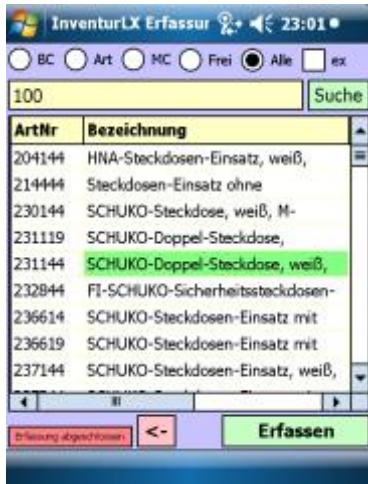 InventurLX Erfassur 23:01
BC Art MC Frei Alle ex
100 Suche
ArtNr Bezeichnung
204144 HNA-Steckdosen-Einsatz, weiß,
214444 Steckdosen-Einsatz ohne
230144 SCHUKO-Steckdose, weiß, M-
231119 SCHUKO-Doppel-Steckdose,
231144 SCHUKO-Doppel-Steckdose, weiß,
232844 FI-SCHUKO-Sicherheitssteckdosen-
236614 SCHUKO-Steckdosen-Einsatz mit
236619 SCHUKO-Steckdosen-Einsatz mit
237144 SCHUKO-Steckdosen-Einsatz, weiß,
Erfassung abgeschlossen <- Erfassen